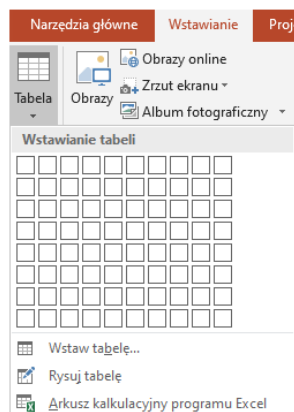 Narzędzia główne Wstawianie Proj
Obrazy online
Zrzut ekranu
Tabela Obrazy
Album fotograficzny
Wstawianie tabeli
Wstaw tabelę...
Rysuj tabelę
Arkusz kalkulacyjny programu Excel